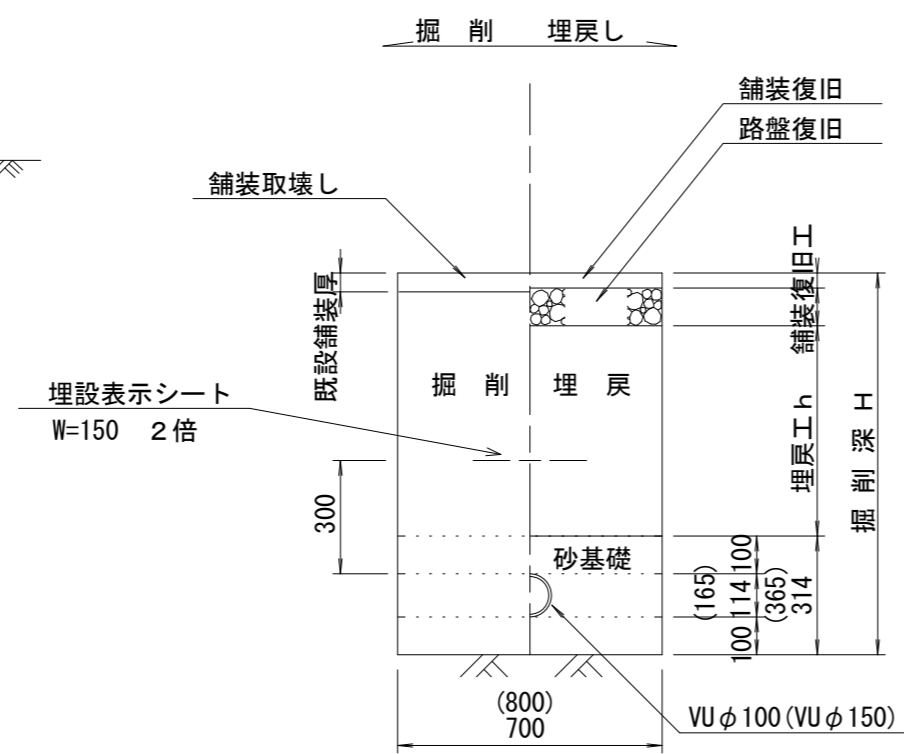 掘 削 埋戻し
舗装復旧
路盤復旧
舗装取壊し
既設舗装厚
舗装復旧工
埋設表示シート
W=150 2倍
掘 削 埋 戻
埋戻工h
掘削深H
300
砂基礎
100
(165)
114
(365)
314
100
(800)
700
VUφ100(VUφ150)